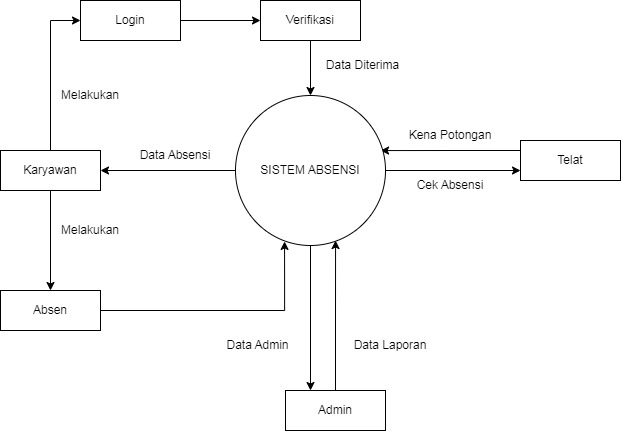 Login
Verifikasi
Data Diterima
Melakukan
Kena Potongan
Data Absensi
Telat
Karyawan
SISTEM ABSENSI
Cek Absensi
Melakukan
Absen
Data Admin
Data Laporan
Admin